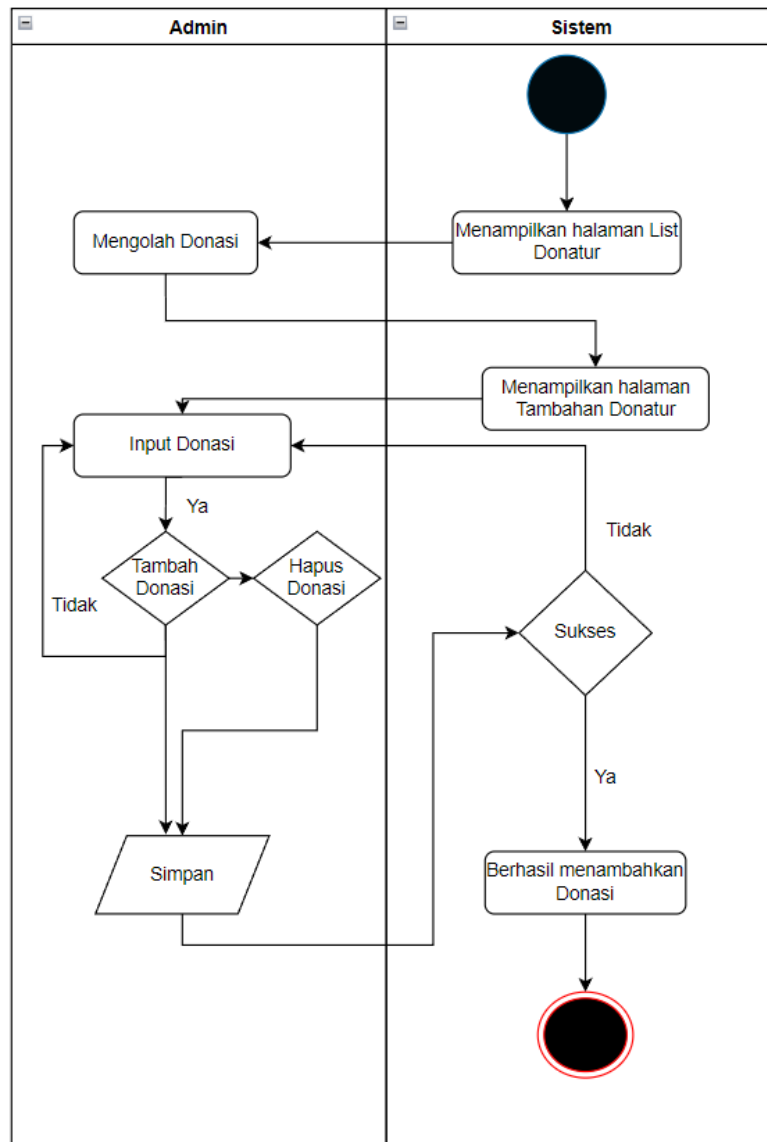 Admin
Sistem
Mengolah Donasi
Menampilkan halaman List
Donatur
Menampilkan halaman
Tambahan Donatur
Input Donasi
Ya
Tidak
Tambah
Donasi
Hapus
Donasi
Tidak
Sukses
Ya
Simpan
Berhasil menambahkan
Donasi